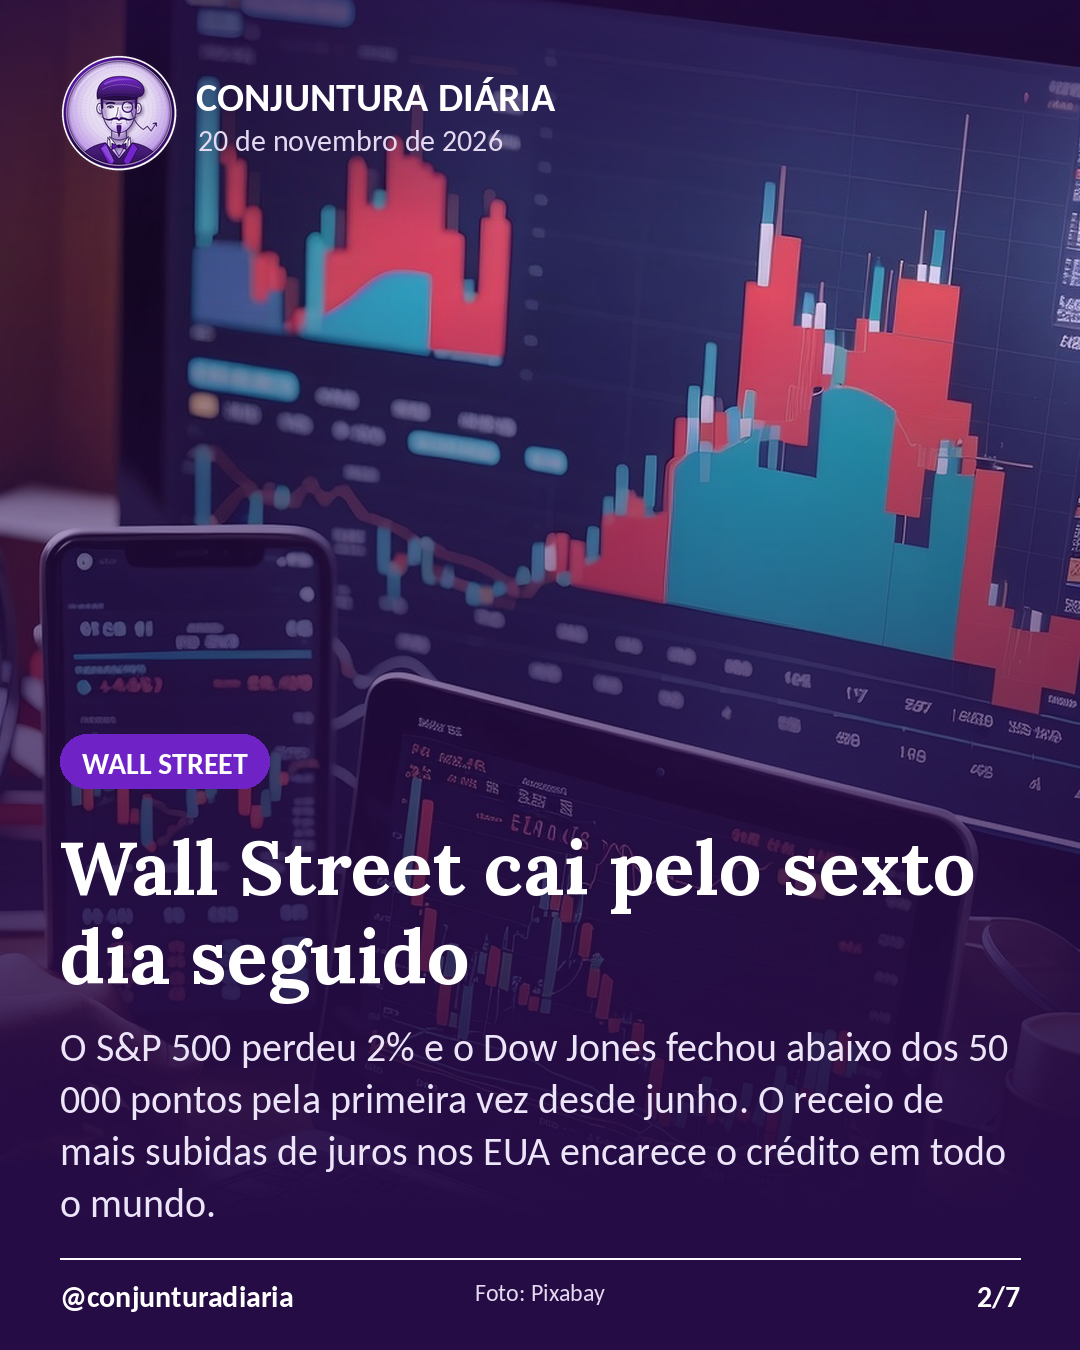 CONJUNTURA DIÁRIA
20 de novembro de 2026
WALL STREET
Wall Street cai pelo sexto
dia seguido
O S&P 500 perdeu 2% e o Dow Jones fechou abaixo dos 50
000 pontos pela primeira vez desde junho. O receio de
mais subidas de juros nos EUA encarece o crédito em todo
o mundo.
@conjunturadiaria
Foto: Pixabay
2/7